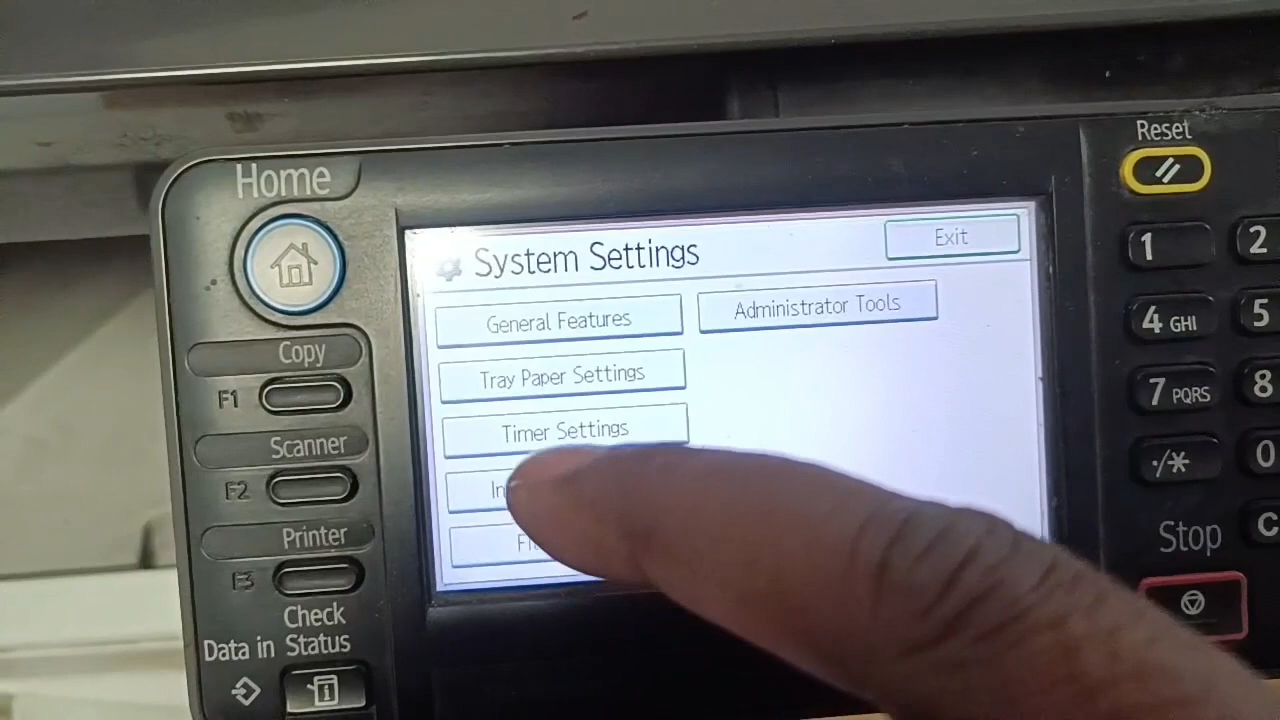 Home
Reset
System Settings
Exit
1
2
General Features
Administrator Tools
4 GHI
5
Copy
Tray Paper Settings
F1
7 PQRS
8
Timer Settings
Scanner
./*
0
F2
Printer
Stop
C
F3
Check
Data in Status